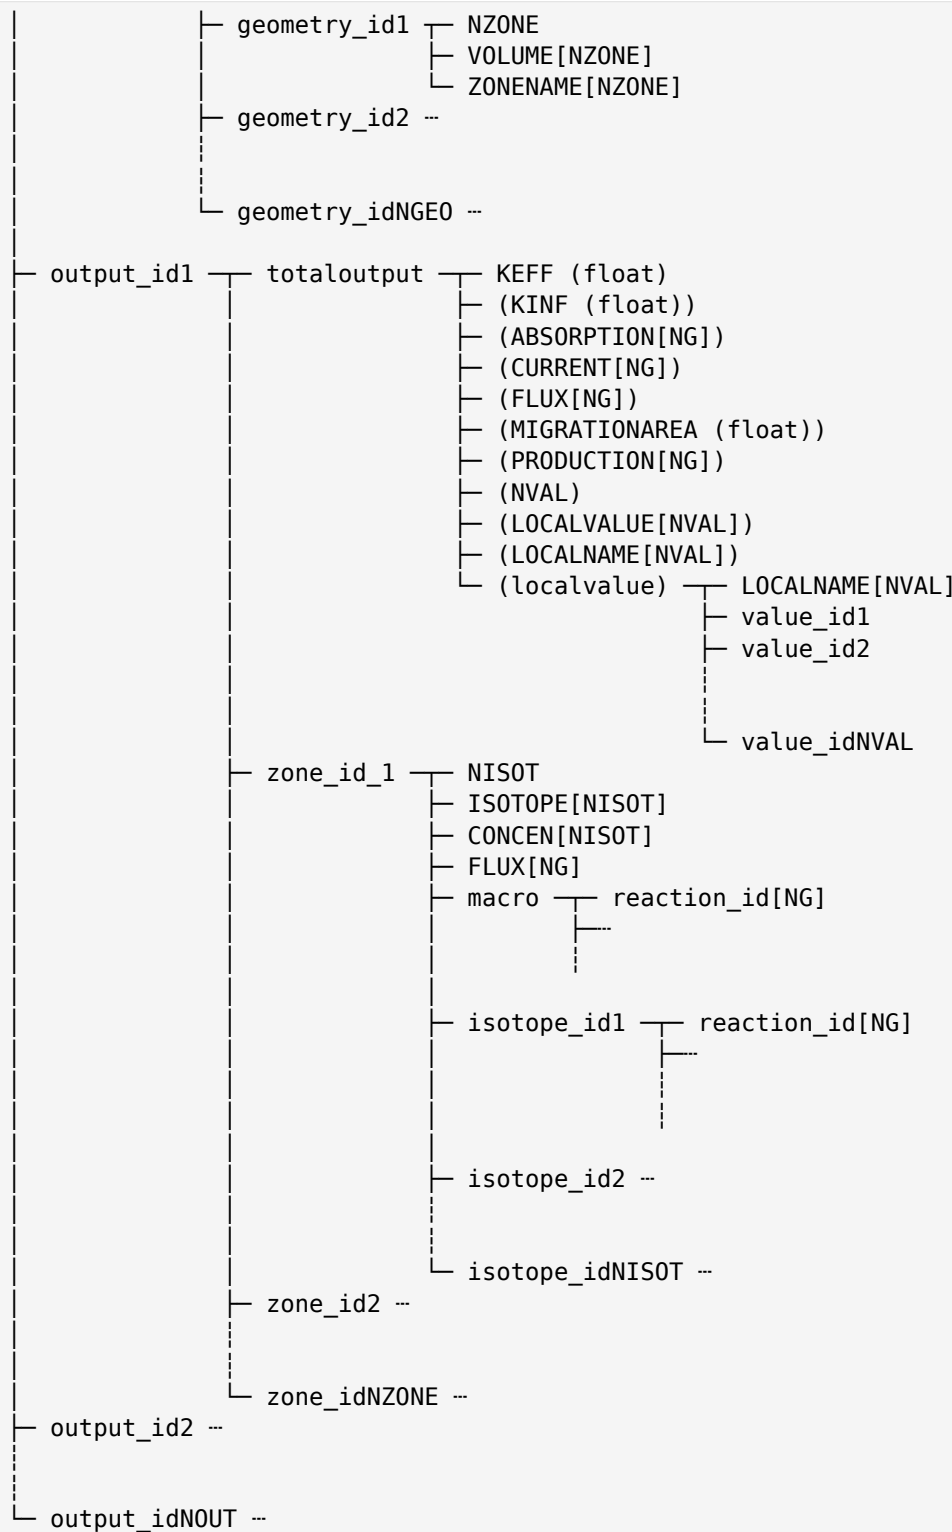 geometry_id1 NZONE
VOLUME[NZONE]
ZONENAME[NZONE]
geometry_id2
geometry_idNGEO
output_id1 totaloutput KEFF (float)
(KINF (float))
(ABSORPTION[NG])
(CURRENT[NG])
(FLUX[NG])
(MIGRATIONAREA (float))
(PRODUCTION[NG])
(NVAL)
(LOCALVALUE[NVAL])
(LOCALNAME[NVAL])
(localvalue) LOCALNAME[NVAL]
value_id1
value_id2
value_idNVAL
zone_id_1 NISOT
ISOTOPE[NISOT]
CONCEN[NISOT]
FLUX[NG]
macro reaction_id[NG]
isotope_id1 reaction_id[NG]
isotope_id2
isotope_idNISOT
zone_id2
zone_idNZONE
output_id2
output_idNOUT